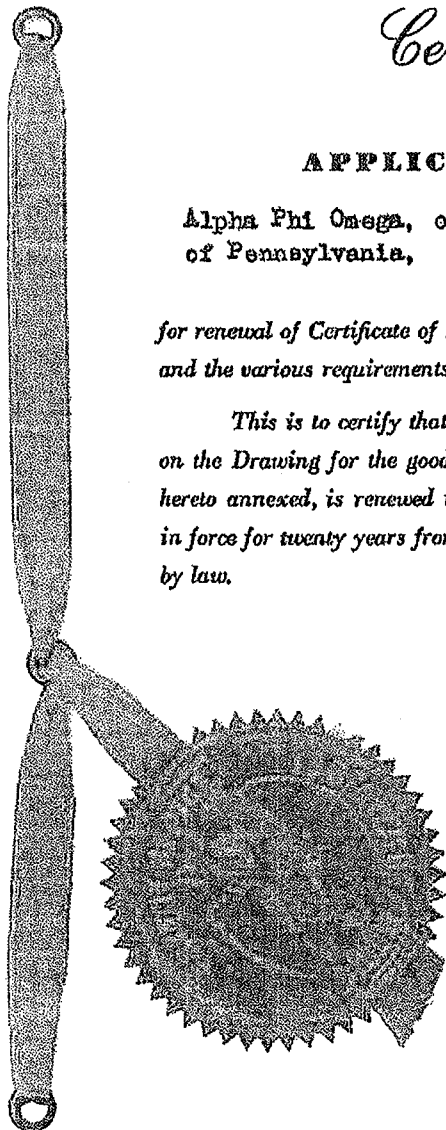 Ce
APPLIC
Alpha Phi Omega, o
of Pennsylvania,
for renewal of Certificate of
and the various requirements
This is to certify that
on the Drawing for the good
hereto annexed, is renewed
in force for twenty years from
by law.